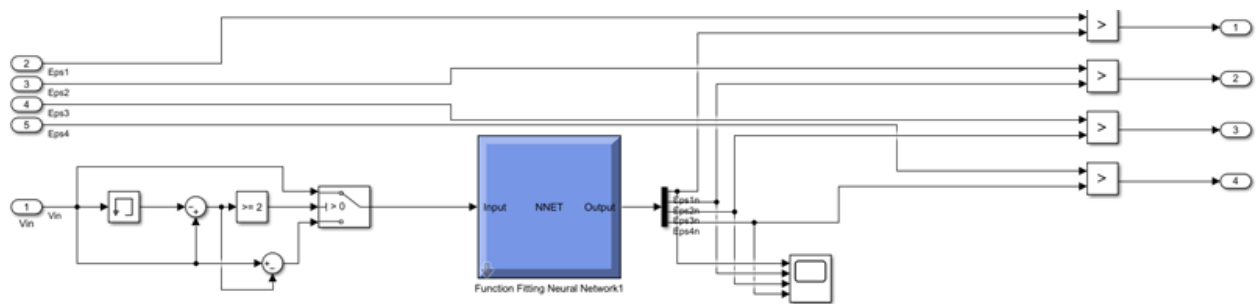 >
1
2
Eps1
3
>
2
Eps2
4
Eps3
>
3
5
Eps4
>
4
1
Vin
Vin
>= 2
> 0
Input
NNET
Output
Eps1n
Eps2n
Eps3n
Eps4n
Function Fitting Neural Network1